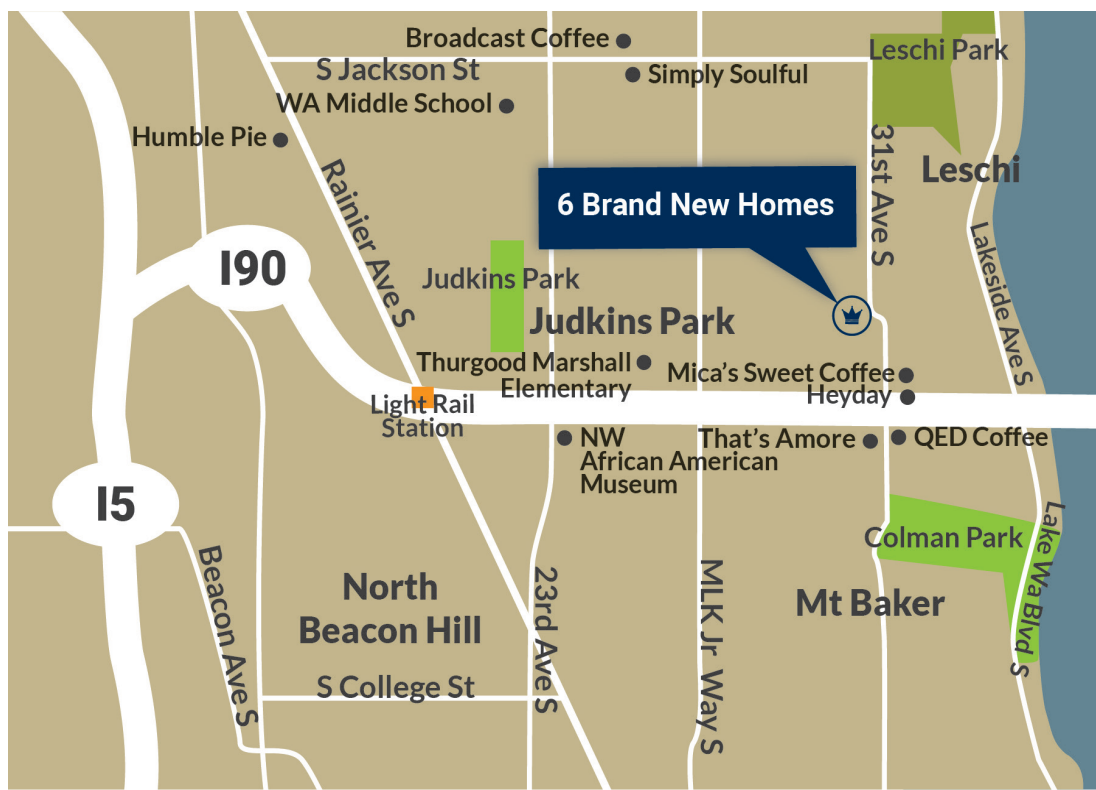 Broadcast Coffee
Leschi Park
S Jackson St
Simply Soulful
WA Middle School
Humble Pie
31st Ave S
Leschi
Rainier Ave S
6 Brand New Homes
Lakeside Ave S
I90
Judkins Park
Judkins Park
Thurgood Marshall
Elementary
Mica's Sweet Coffee
Heyday
Light Rail
Station
NW
African American
Museum
That's Amore
QED Coffee
I5
Colman Park
Lake Wa Blvd S
Beacon Ave S
North
Beacon Hill
23rd Ave S
MLK Jr Way S
Mt Baker
S College St